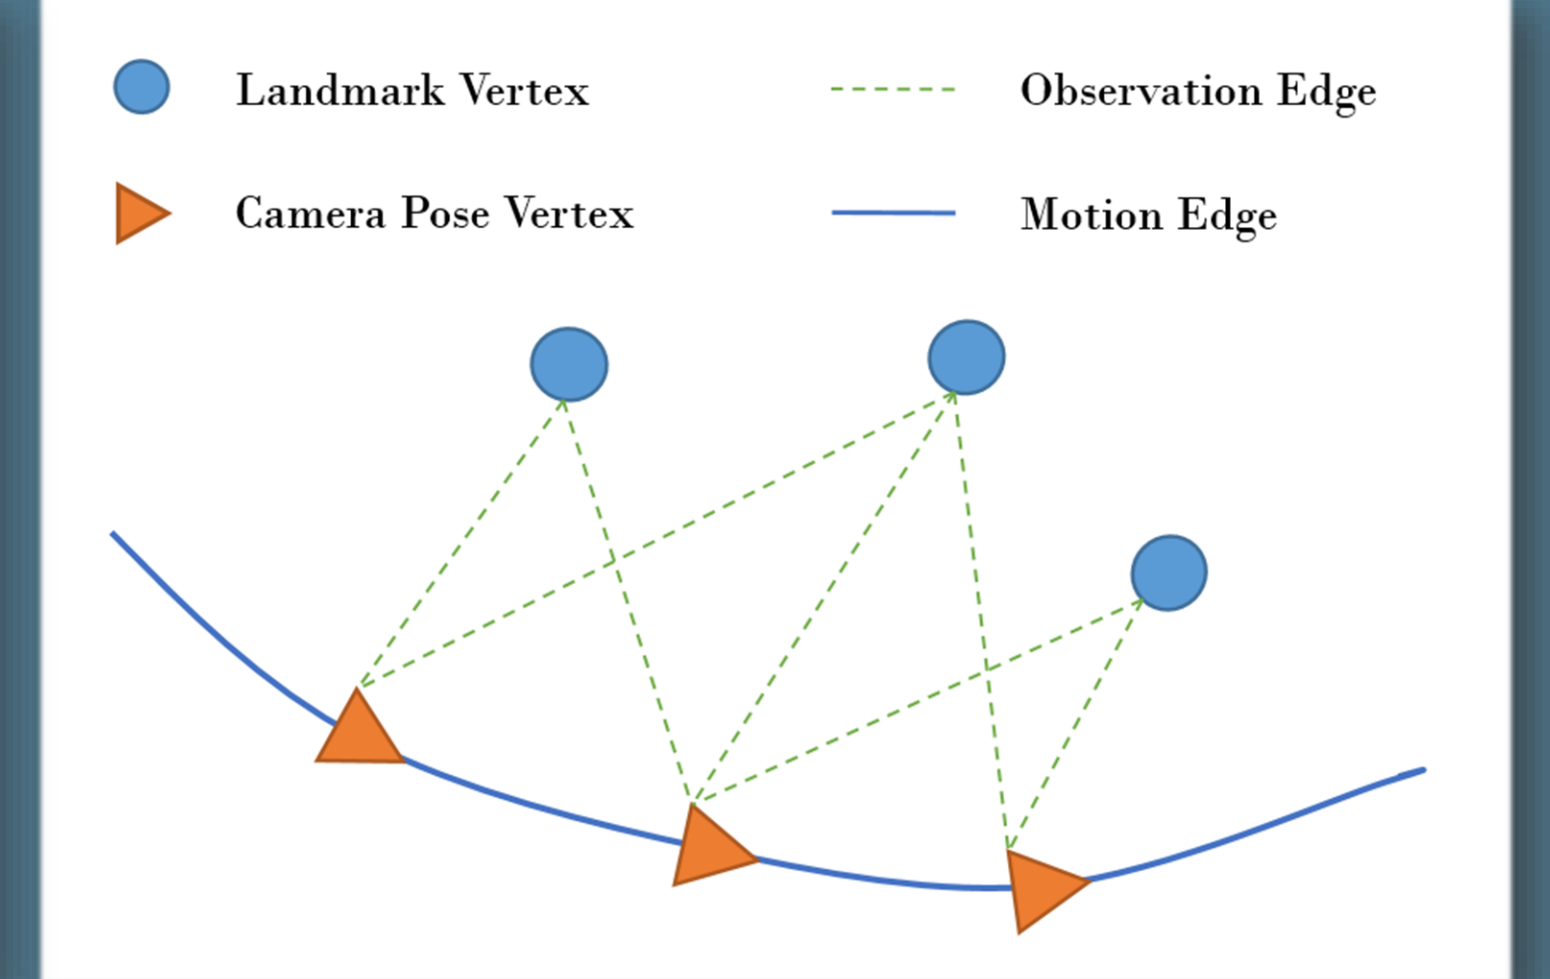 Landmark Vertex
Observation Edge
Camera Pose Vertex
Motion Edge